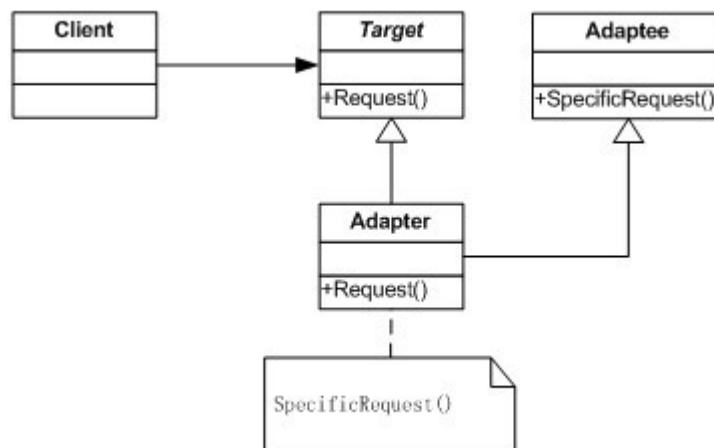 Client
Target
Adaptee
+Request()
+SpecificRequest()
Adapter
+Request()
SpecificRequest()